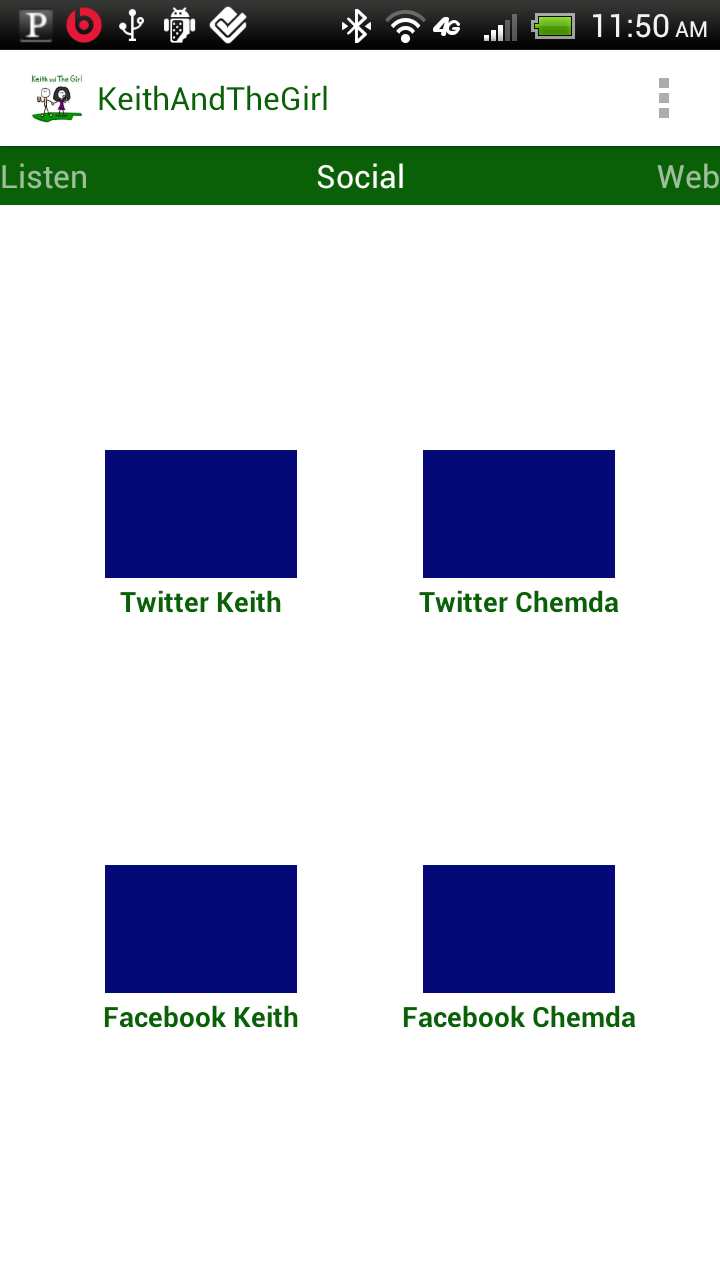 P 4G 11:50 AM
Keith and The Girl
KeithAndTheGirl
Listen Social Web
Twitter Keith Twitter Chemda
Facebook Keith Facebook Chemda